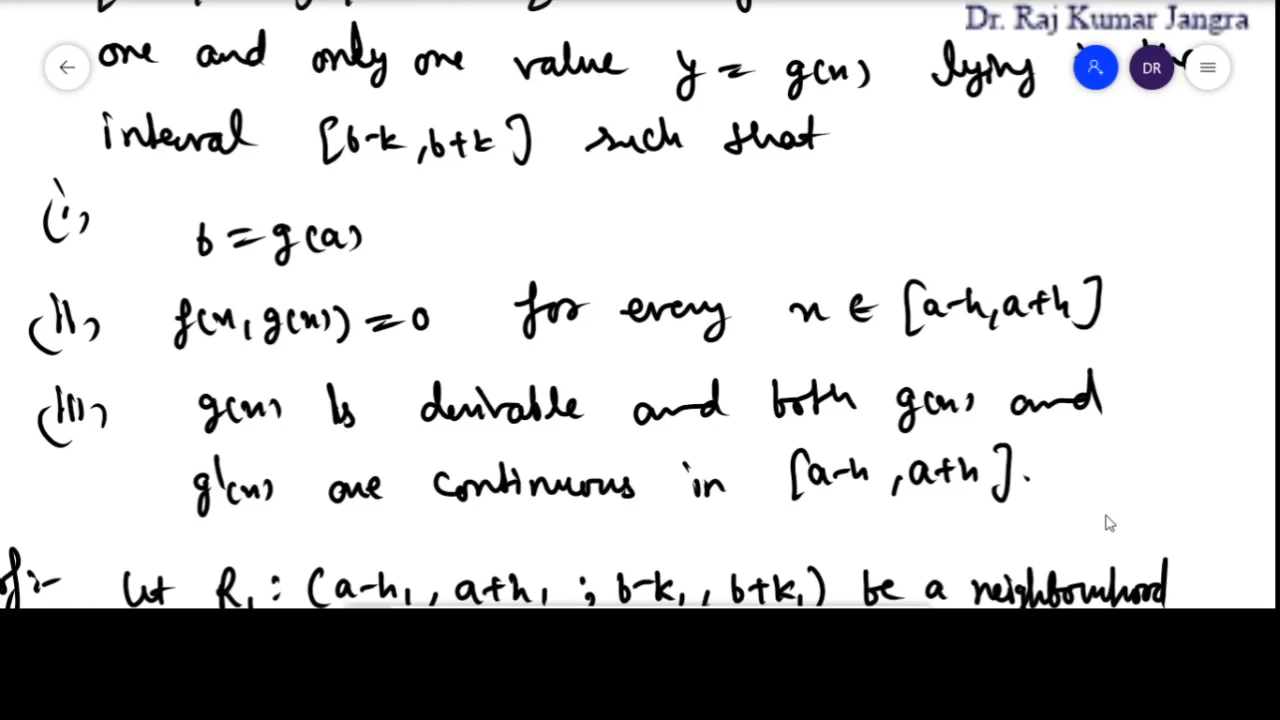 Dr. Raj Kumar Jangra
one and only one value y = g(x) lying
interval [b-k, b+k] such that
(i) b = g(a)
(ii) f(x, g(x)) = 0 for every x ∈ [a-h, a+h]
(iii) g(x) is derivable and both g(x) and
g'(x) are continuous in [a-h, a+h].
Let R₁ : (a-h₁, a+h₁ ; b-k₁, b+k₁) be a neighbourhood
DR